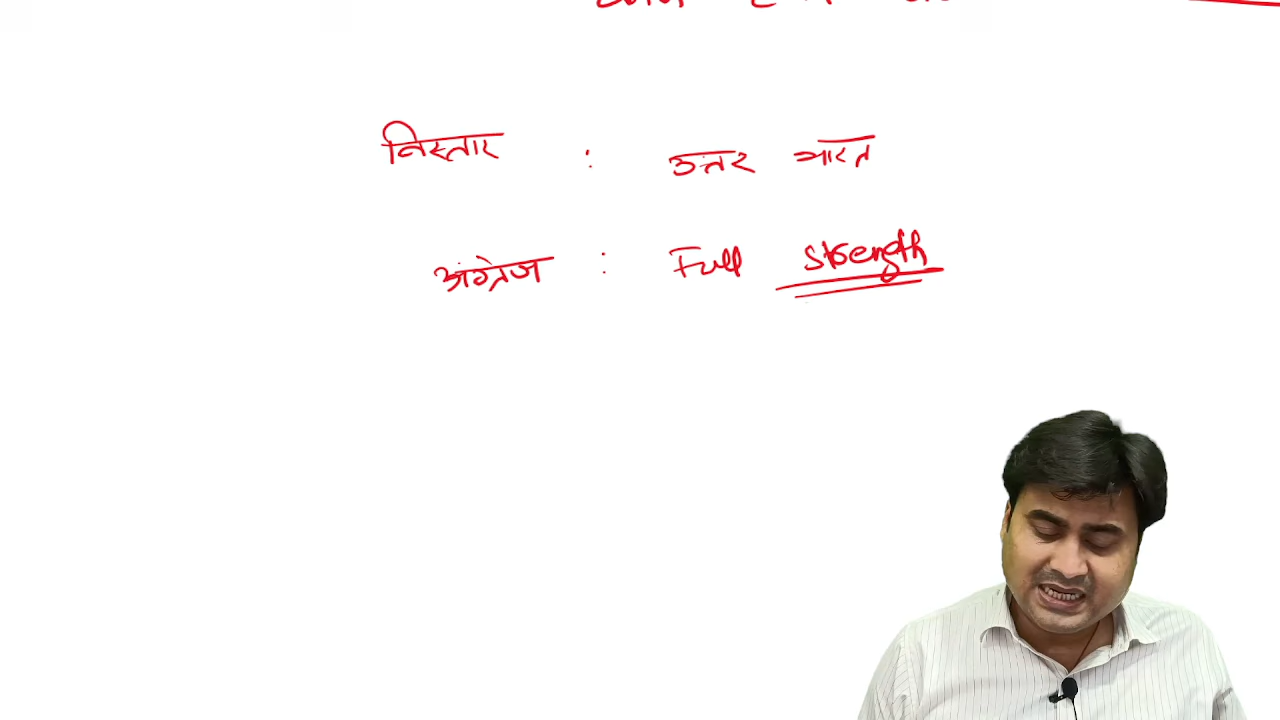 विस्तार : उत्तर भारत
अंग्रेज : Full Strength